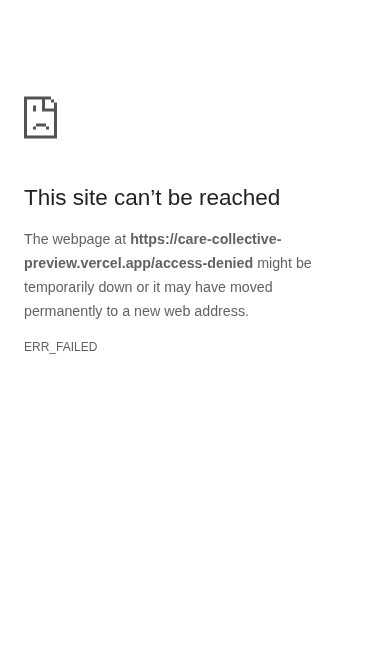 This site can’t be reached
The webpage at https://care-collective-
preview.vercel.app/access-denied might be
temporarily down or it may have moved
permanently to a new web address.
ERR_FAILED